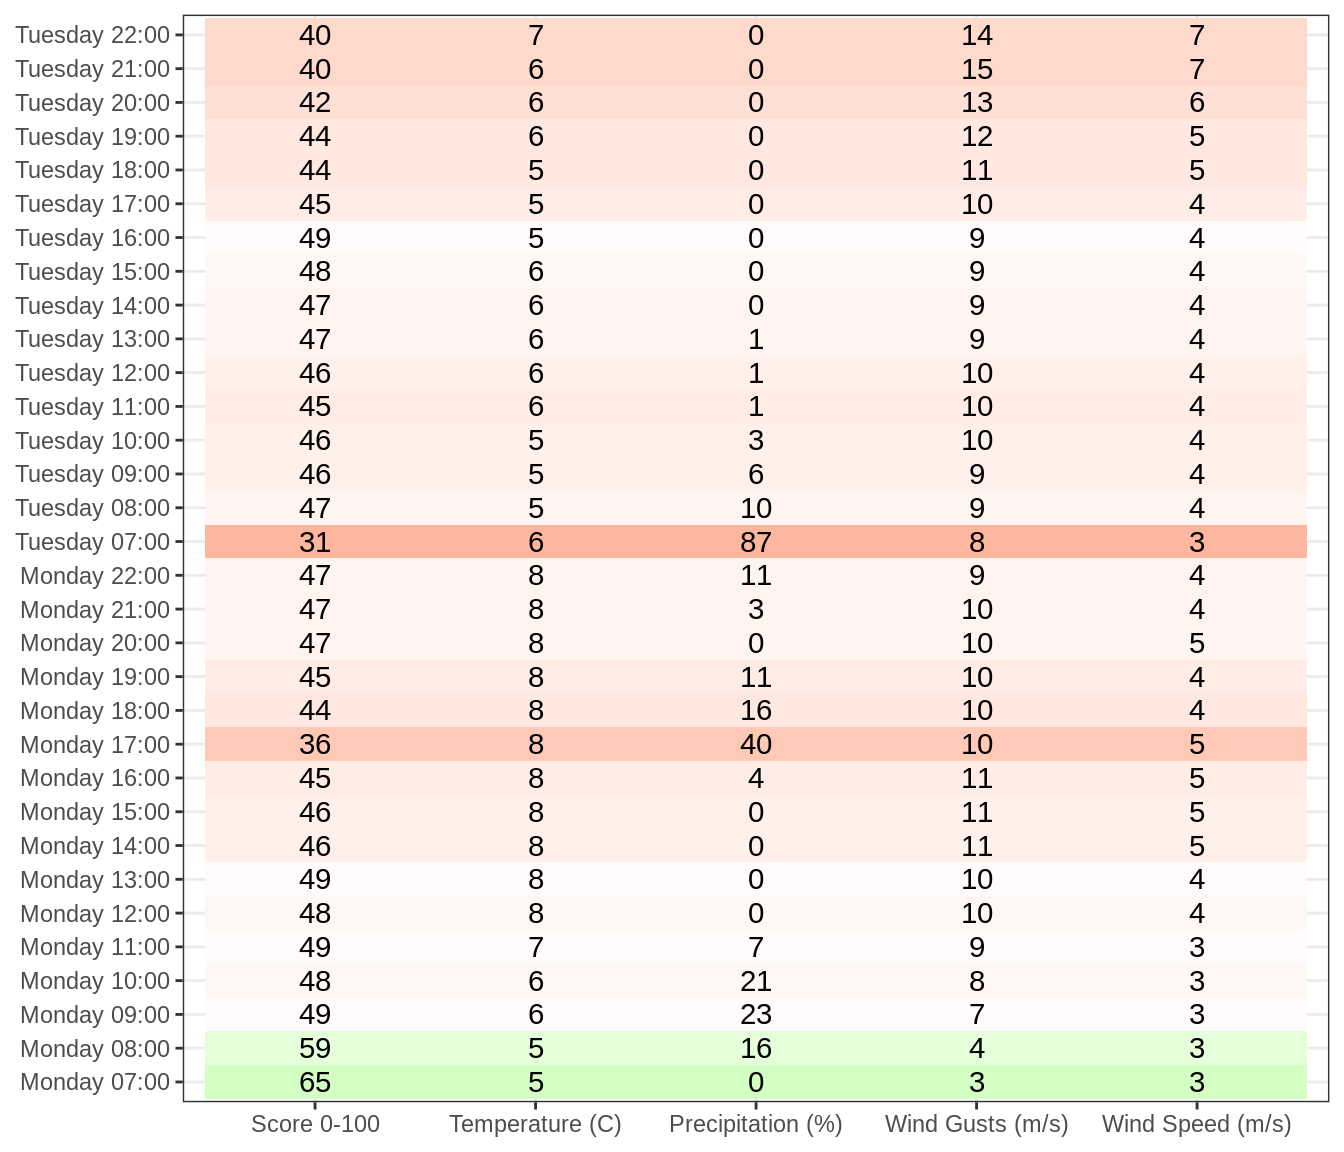 Tuesday 22:00 40 7 0 14 7
Tuesday 21:00 40 6 0 15 7
Tuesday 20:00 42 6 0 13 6
Tuesday 19:00 44 6 0 12 5
Tuesday 18:00 44 5 0 11 5
Tuesday 17:00 45 5 0 10 4
Tuesday 16:00 49 5 0 9 4
Tuesday 15:00 48 6 0 9 4
Tuesday 14:00 47 6 0 9 4
Tuesday 13:00 47 6 1 9 4
Tuesday 12:00 46 6 1 10 4
Tuesday 11:00 45 6 1 10 4
Tuesday 10:00 46 5 3 10 4
Tuesday 09:00 46 5 6 9 4
Tuesday 08:00 47 5 10 9 4
Tuesday 07:00 31 6 87 8 3
Monday 22:00 47 8 11 9 4
Monday 21:00 47 8 3 10 4
Monday 20:00 47 8 0 10 5
Monday 19:00 45 8 11 10 4
Monday 18:00 44 8 16 10 4
Monday 17:00 36 8 40 10 5
Monday 16:00 45 8 4 11 5
Monday 15:00 46 8 0 11 5
Monday 14:00 46 8 0 11 5
Monday 13:00 49 8 0 10 4
Monday 12:00 48 8 0 10 4
Monday 11:00 49 7 7 9 3
Monday 10:00 48 6 21 8 3
Monday 09:00 49 6 23 7 3
Monday 08:00 59 5 16 4 3
Monday 07:00 65 5 0 3 3
Score 0-100 Temperature (C) Precipitation (%) Wind Gusts (m/s) Wind Speed (m/s)